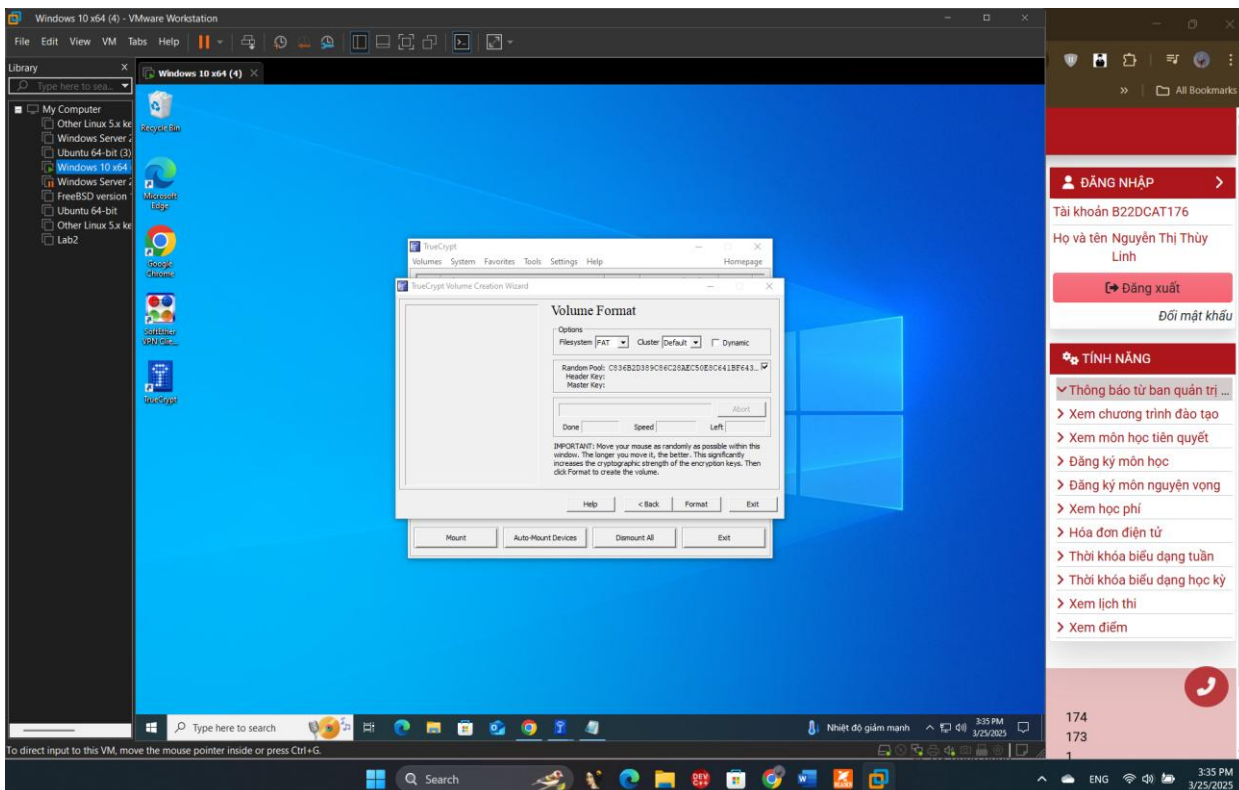 Windows 10 x64 (4) - VMware Workstation
File Edit View VM Tabs Help
Library X
Type here to sea...
Windows 10 x64 (4)
My Computer
Other Linux 5.x ke
Windows Server 2
Ubuntu 64-bit (3)
Windows 10 x64
Windows Server 2
FreeBSD version
Ubuntu 64-bit
Other Linux 5.x ke
Lab2
Recycle Bin
Microsoft
Edge
Google
Chrome
SoftEther
VPN Clie...
TrueCrypt
TrueCrypt
Volumes System Favorites Tools Settings Help Homepage
TrueCrypt Volume Creation Wizard
Volume Format
Options
Filesystem FAT Cluster Default Dynamic
Random Pool: C836B2D389C86C28AEC50E8C641BF643...
Header Key:
Master Key:
Abort
Done Speed Left
IMPORTANT: Move your mouse as randomly as possible within this
window. The longer you move it, the better. This significantly
increases the cryptographic strength of the encryption keys. Then
click Format to create the volume.
Help < Back Format Exit
Mount Auto-Mount Devices Dismount All Exit
Type here to search
Nhiệt độ giảm mạnh
3:35 PM
3/25/2025
To direct input to this VM, move the mouse pointer inside or press Ctrl+G.
» All Bookmarks
ĐĂNG NHẬP
Tài khoản B22DCAT176
Họ và tên Nguyễn Thị Thùy
Linh
Đăng xuất
Đổi mật khẩu
TÍNH NĂNG
Thông báo từ ban quản trị ...
Xem chương trình đào tạo
Xem môn học tiên quyết
Đăng ký môn học
Đăng ký môn nguyện vọng
Xem học phí
Hóa đơn điện tử
Thời khóa biểu dạng tuần
Thời khóa biểu dạng học kỳ
Xem lịch thi
Xem điểm
174
173
1
Search
DEV
C++
ENG
3:35 PM
3/25/2025